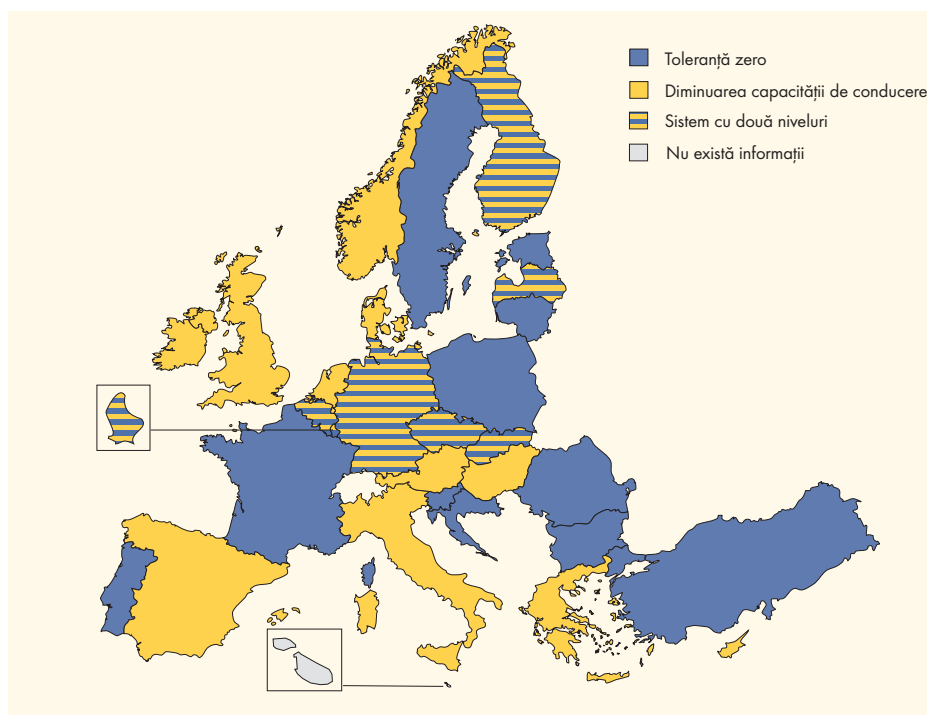 Toleranță zero
Diminuarea capacității de conducere
Sistem cu două niveluri
Nu există informații